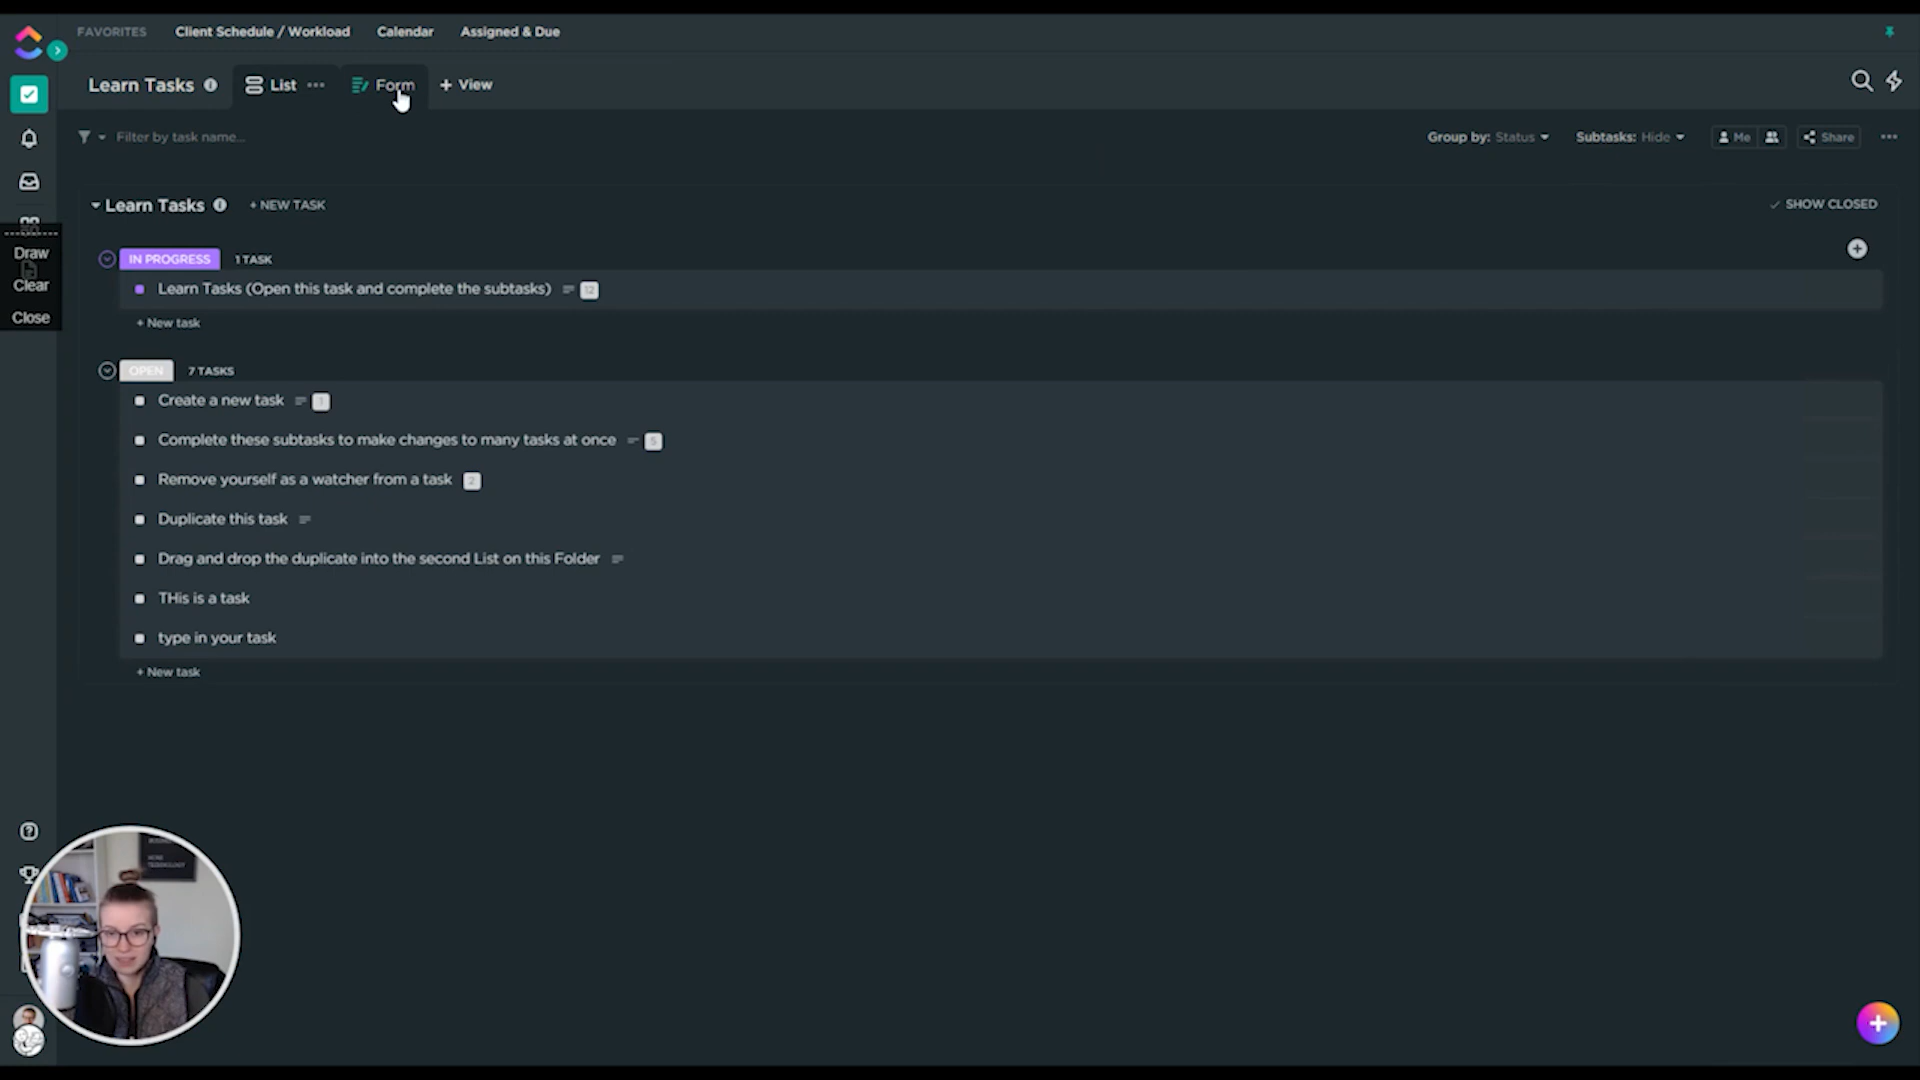 FAVORITES Client Schedule / Workload Calendar Assigned & Due
Learn Tasks List Form + View
Filter by task name... Group by: Status Subtasks: Hide Me Share
Learn Tasks + NEW TASK SHOW CLOSED
Draw
Clear
Close
IN PROGRESS 1 TASK
Learn Tasks (Open this task and complete the subtasks) 12
+ New task
OPEN 7 TASKS
Create a new task
Complete these subtasks to make changes to many tasks at once 5
Remove yourself as a watcher from a task 2
Duplicate this task
Drag and drop the duplicate into the second List on this Folder
THis is a task
type in your task
+ New task